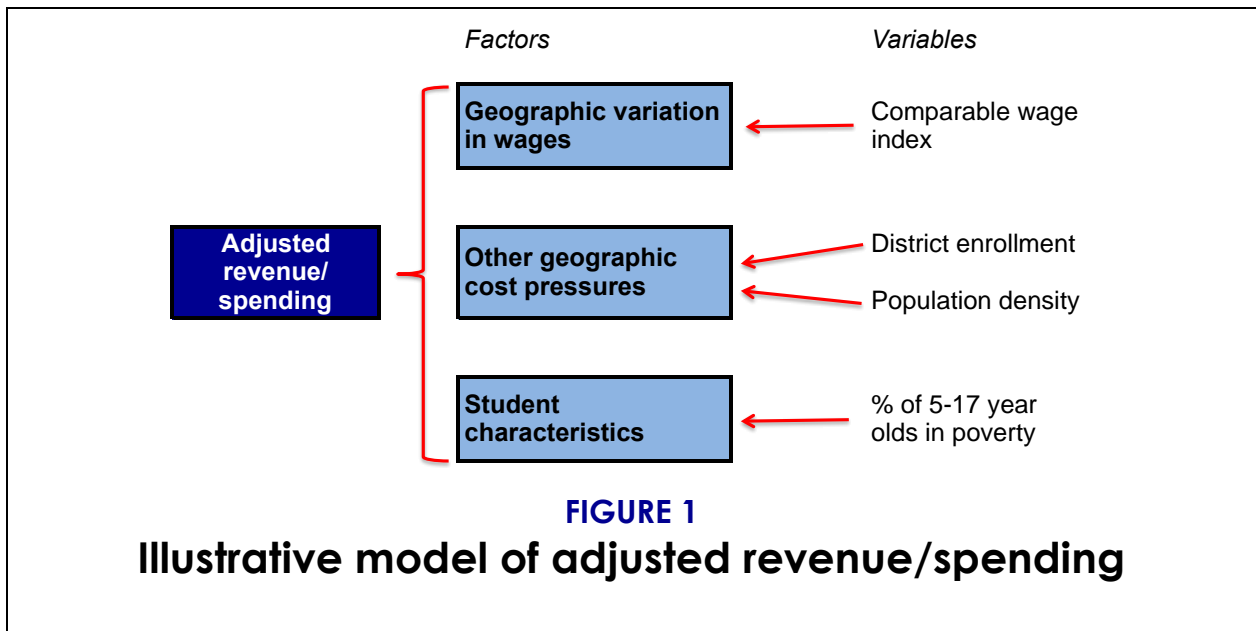 Factors
Variables
Geographic variation
in wages
Comparable wage
index
Adjusted
revenue/
spending
Other geographic
cost pressures
District enrollment
Population density
Student
characteristics
% of 5-17 year
olds in poverty
FIGURE 1
Illustrative model of adjusted revenue/spending